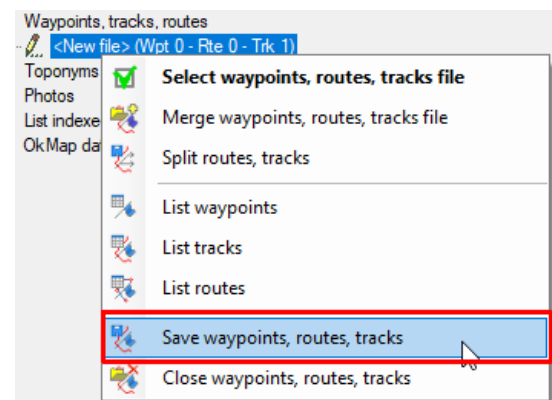 Waypoints, tracks, routes
<New file> (Wpt 0 - Rte 0 - Trk 1)
Toponyms
Photos
List indexe
OkMap da
Select waypoints, routes, tracks file
Merge waypoints, routes, tracks file
Split routes, tracks
List waypoints
List tracks
List routes
Save waypoints, routes, tracks
Close waypoints, routes, tracks